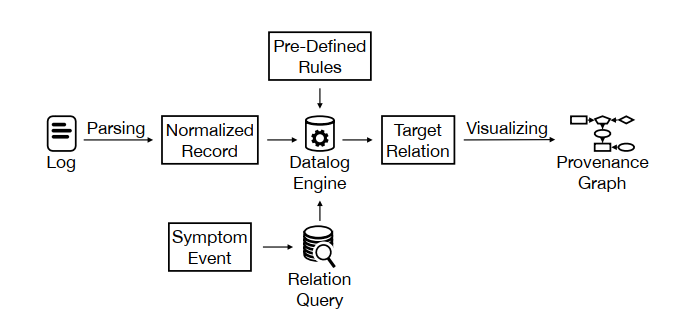 Pre-Defined
Rules
Log
Parsing
Normalized
Record
Datalog
Engine
Target
Relation
Visualizing
Provenance
Graph
Symptom
Event
Relation
Query